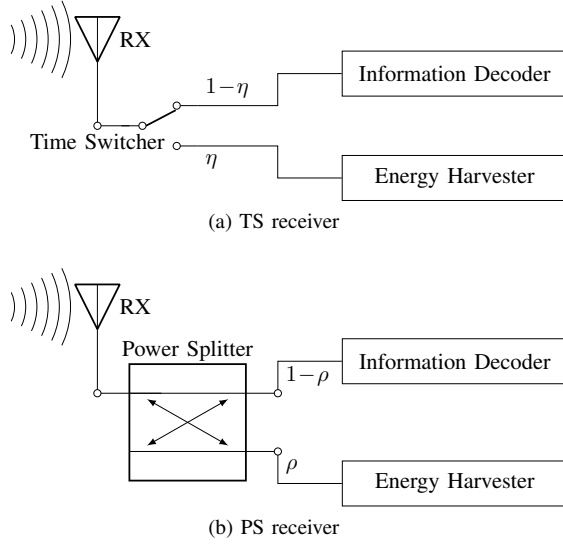 RX
Information Decoder
1−η
Time Switcher
η
Energy Harvester
(a) TS receiver
RX
Power Splitter
Information Decoder
1−ρ
ρ
Energy Harvester
(b) PS receiver